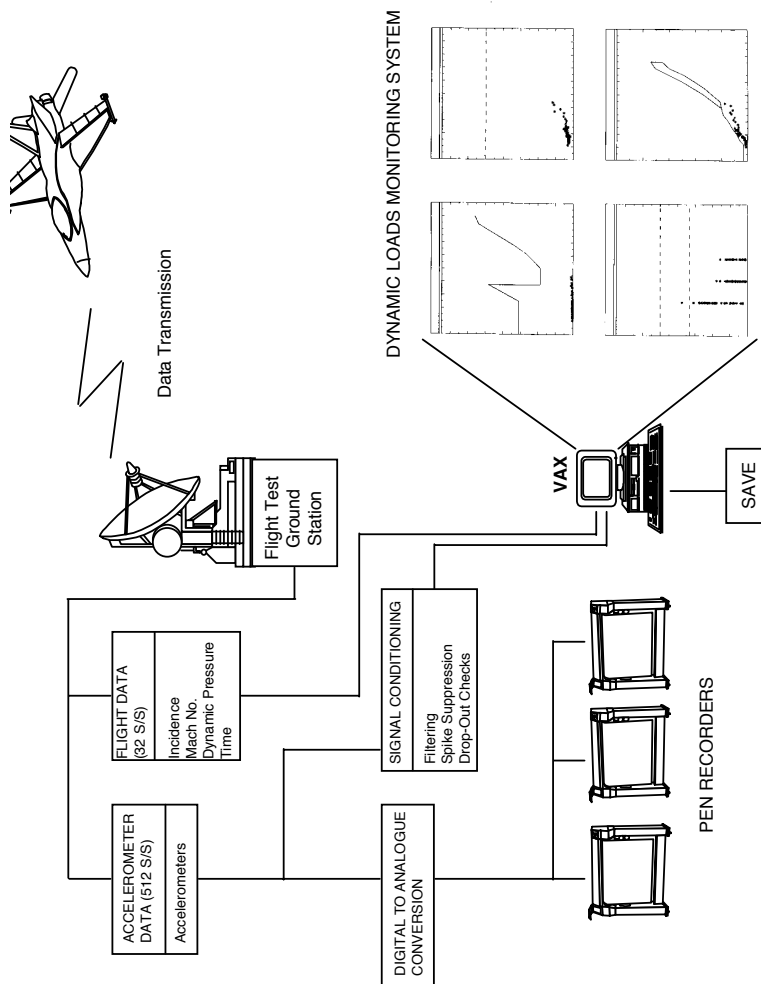 Data Transmission
Flight Test
Ground
Station
ACCELEROMETER
DATA (512 S/S)
Accelerometers
FLIGHT DATA
(32 S/S)
Incidence
Mach No.
Dynamic Pressure
Time
DIGITAL TO ANALOGUE
CONVERSION
SIGNAL CONDITIONING
Filtering
Spike Suppression
Drop-Out Checks
VAX
DYNAMIC LOADS MONITORING SYSTEM
PEN RECORDERS
SAVE